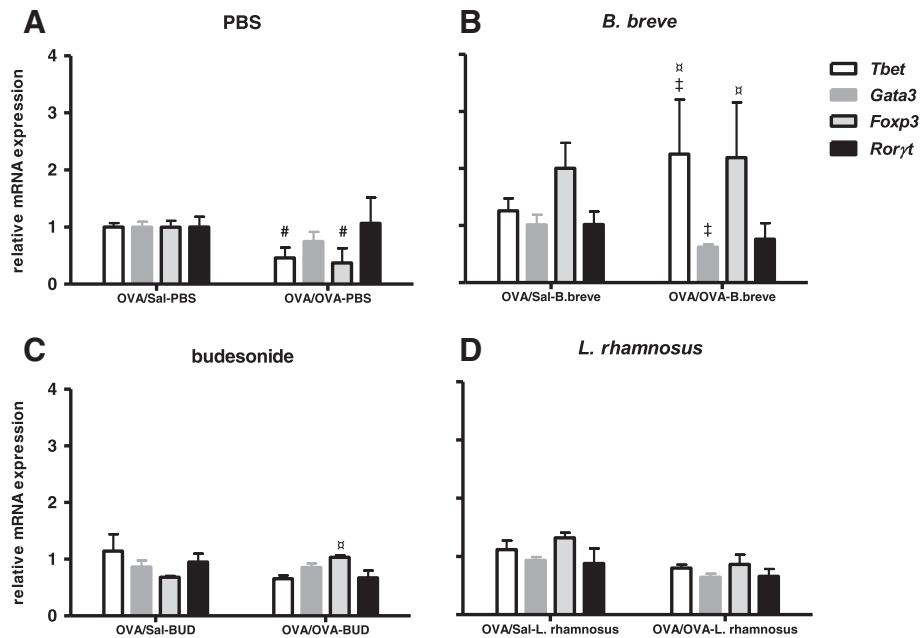 A
PBS
relative mRNA expression
4
3
2
1
0
# #
OVA/Sal-PBS OVA/OVA-PBS
B
B. breve
¤
‡
‡
¤
OVA/Sal-B.breve OVA/OVA-B.breve
Tbet
Gata3
Foxp3
Rorγt
C
budesonide
relative mRNA expression
4
3
2
1
0
¤
OVA/Sal-BUD OVA/OVA-BUD
D
L. rhamnosus
OVA/Sal-L. rhamnosus OVA/OVA-L. rhamnosus